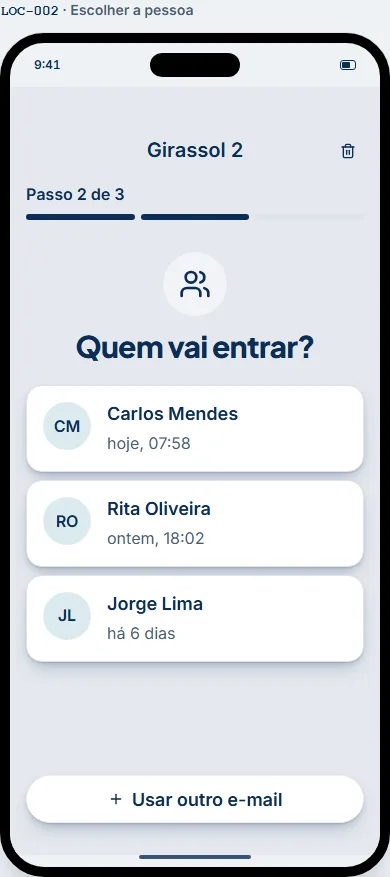 LOC-002 · Escolher a pessoa
9:41
Girassol 2
Passo 2 de 3
Quem vai entrar?
CM
Carlos Mendes
hoje, 07:58
RO
Rita Oliveira
ontem, 18:02
JL
Jorge Lima
há 6 dias
+ Usar outro e-mail